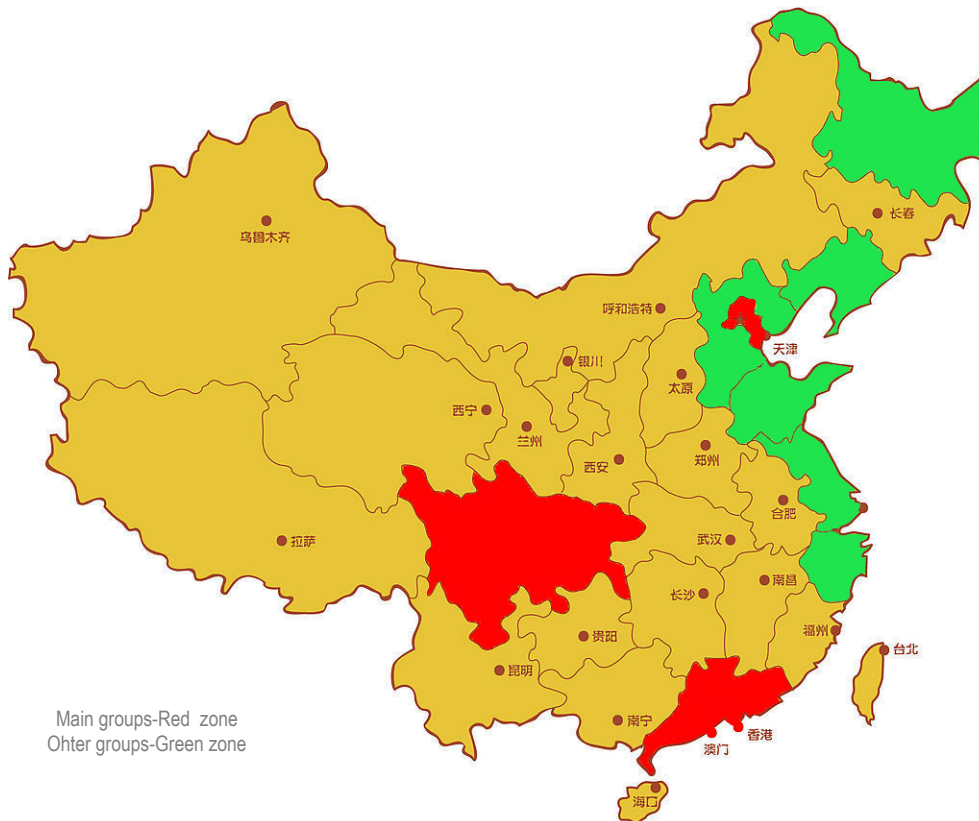 长春
乌鲁木齐
呼和浩特
天津
银川
太原
西宁
兰州
郑州
西安
合肥
拉萨
武汉
南昌
长沙
福州
贵阳
台北
昆明
南宁
香港
澳门
海口
Main groups-Red zone
Ohter groups-Green zone